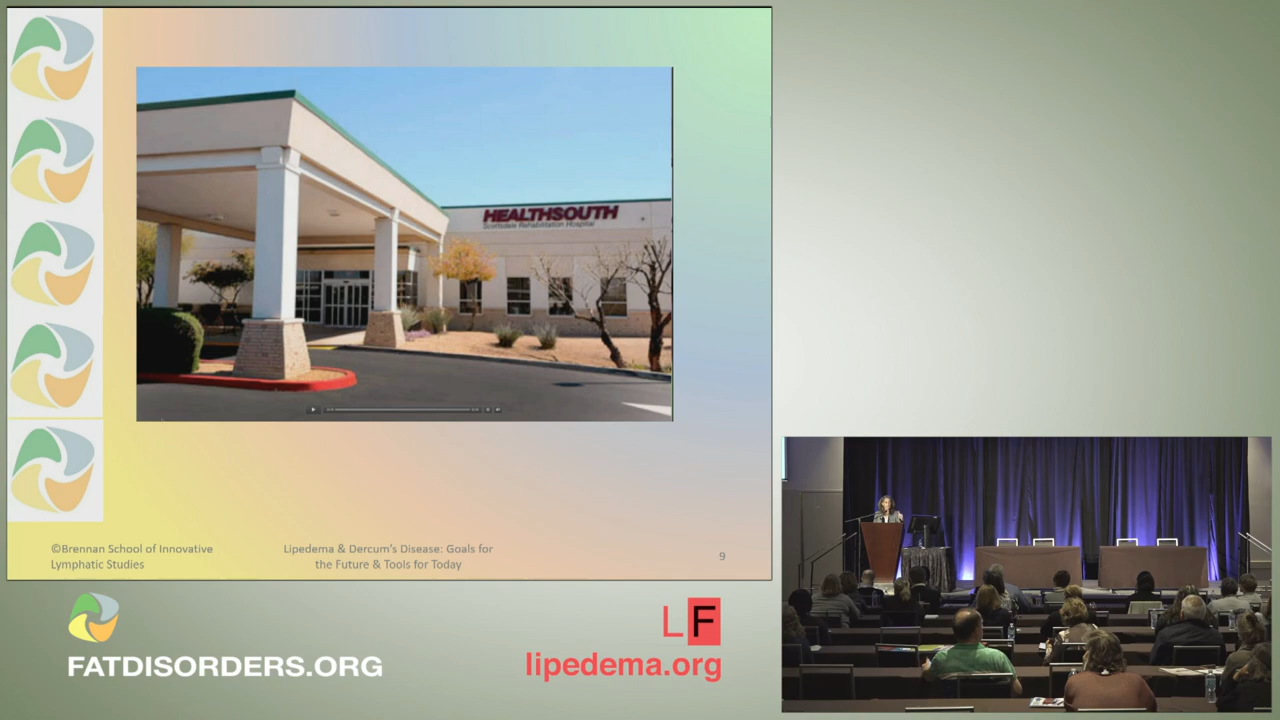 HEALTHSOUTH
Scottsdale Rehabilitation Hospital
©Brennan School of Innovative
Lymphatic Studies
Lipedema & Dercum's Disease: Goals for
the Future & Tools for Today
9
FATDISORDERS.ORG
LF
lipedema.org